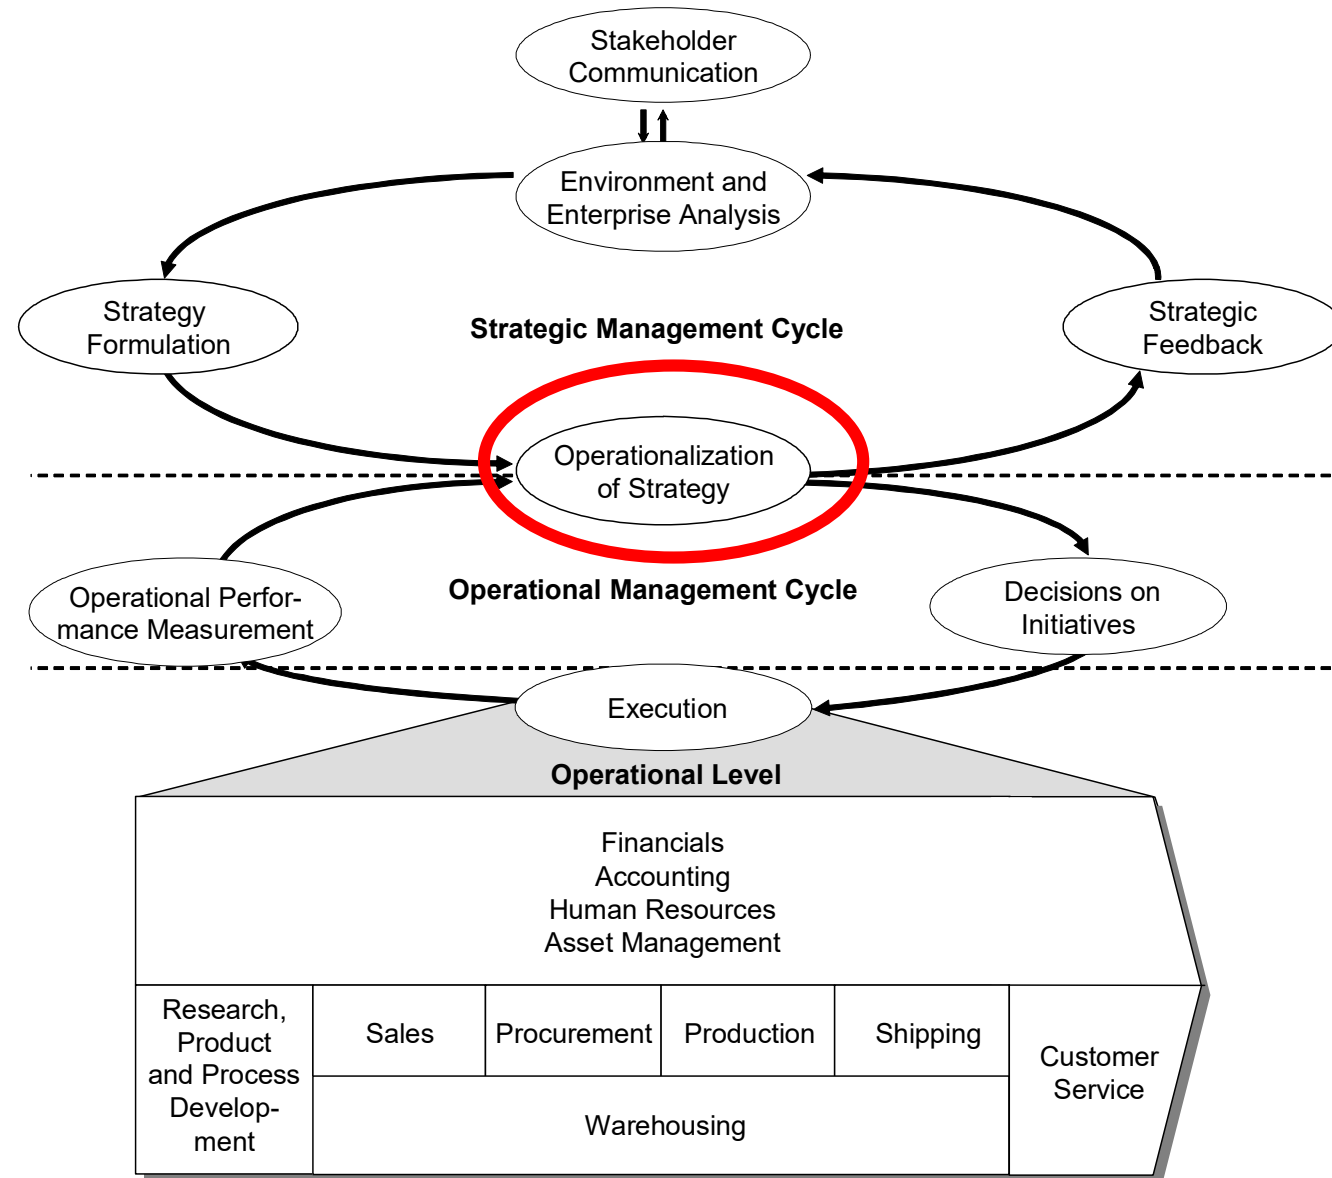 Stakeholder
Communication
Environment and
Enterprise Analysis
Strategy
Formulation
Strategic Management Cycle
Strategic
Feedback
Operationalization
of Strategy
Operational Management Cycle
Operational Perfor-
mance Measurement
Decisions on
Initiatives
Execution
Operational Level
Financials
Accounting
Human Resources
Asset Management
Research,
Product
and Process
Develop-
ment
Sales
Procurement
Production
Shipping
Customer
Service
Warehousing